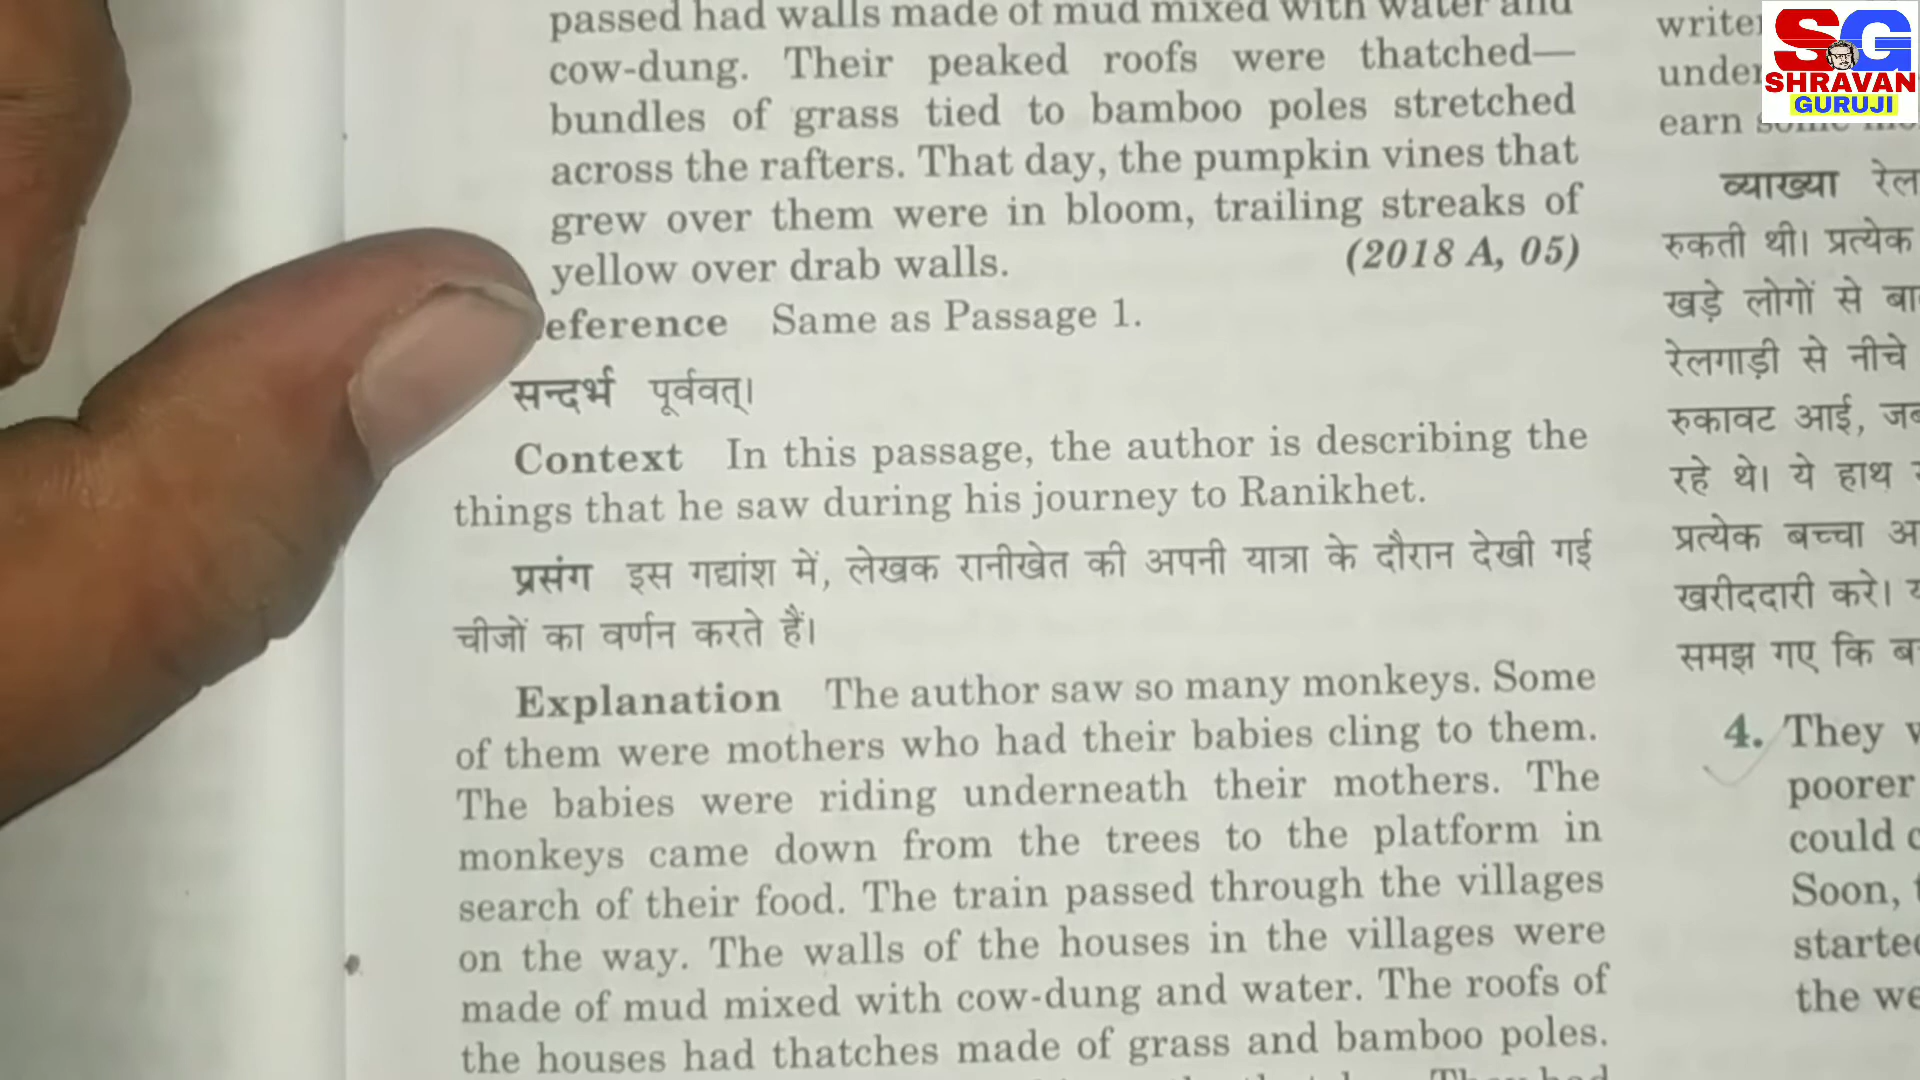 passed had walls made of mud mixed with water and
cow-dung. Their peaked roofs were thatched—
bundles of grass tied to bamboo poles stretched
across the rafters. That day, the pumpkin vines that
grew over them were in bloom, trailing streaks of
yellow over drab walls. (2018 A, 05)
eference Same as Passage 1.
सन्दर्भ पूर्ववत्।
Context In this passage, the author is describing the
things that he saw during his journey to Ranikhet.
प्रसंग इस गद्यांश में, लेखक रानीखेत की अपनी यात्रा के दौरान देखी गई
चीजों का वर्णन करते हैं।
Explanation The author saw so many monkeys. Some
of them were mothers who had their babies cling to them.
The babies were riding underneath their mothers. The
monkeys came down from the trees to the platform in
search of their food. The train passed through the villages
on the way. The walls of the houses in the villages were
made of mud mixed with cow-dung and water. The roofs of
the houses had thatches made of grass and bamboo poles.
earn
व्याख्या
रुकती थी। प्रत्येक
खड़े लोगों से
रेलगाड़ी से नीचे
रुकावट आई,
रहे थे। ये हाथ
प्रत्येक बच्चा
खरीददारी करे।
समझ गए कि
4. They
poorer
could
Soon,
the
SG
SHRAVAN
GURUJI